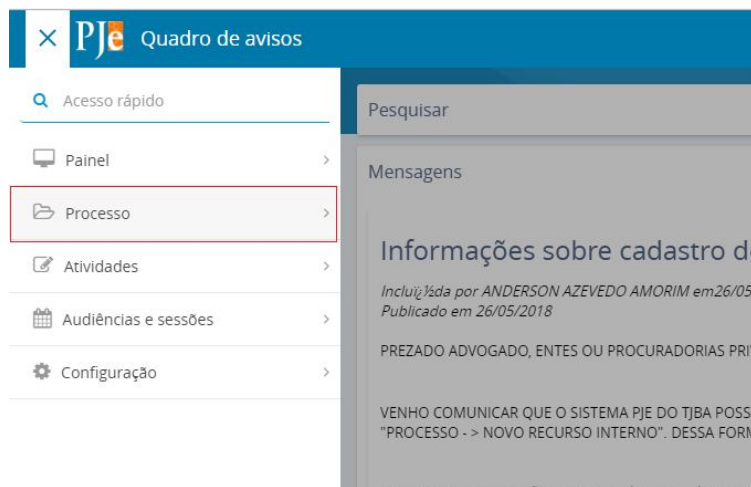 PJe Quadro de avisos
Acesso rápido
Painel
Processo
Atividades
Audiências e sessões
Configuração
Pesquisar
Mensagens
Informações sobre cadastro d
Incluï¿½da por ANDERSON AZEVEDO AMORIM em26/05
Publicado em 26/05/2018
PREZADO ADVOGADO, ENTES OU PROCURADORIAS PRI
VENHO COMUNICAR QUE O SISTEMA PJE DO TJBA POSS
"PROCESSO - > NOVO RECURSO INTERNO". DESSA FORM